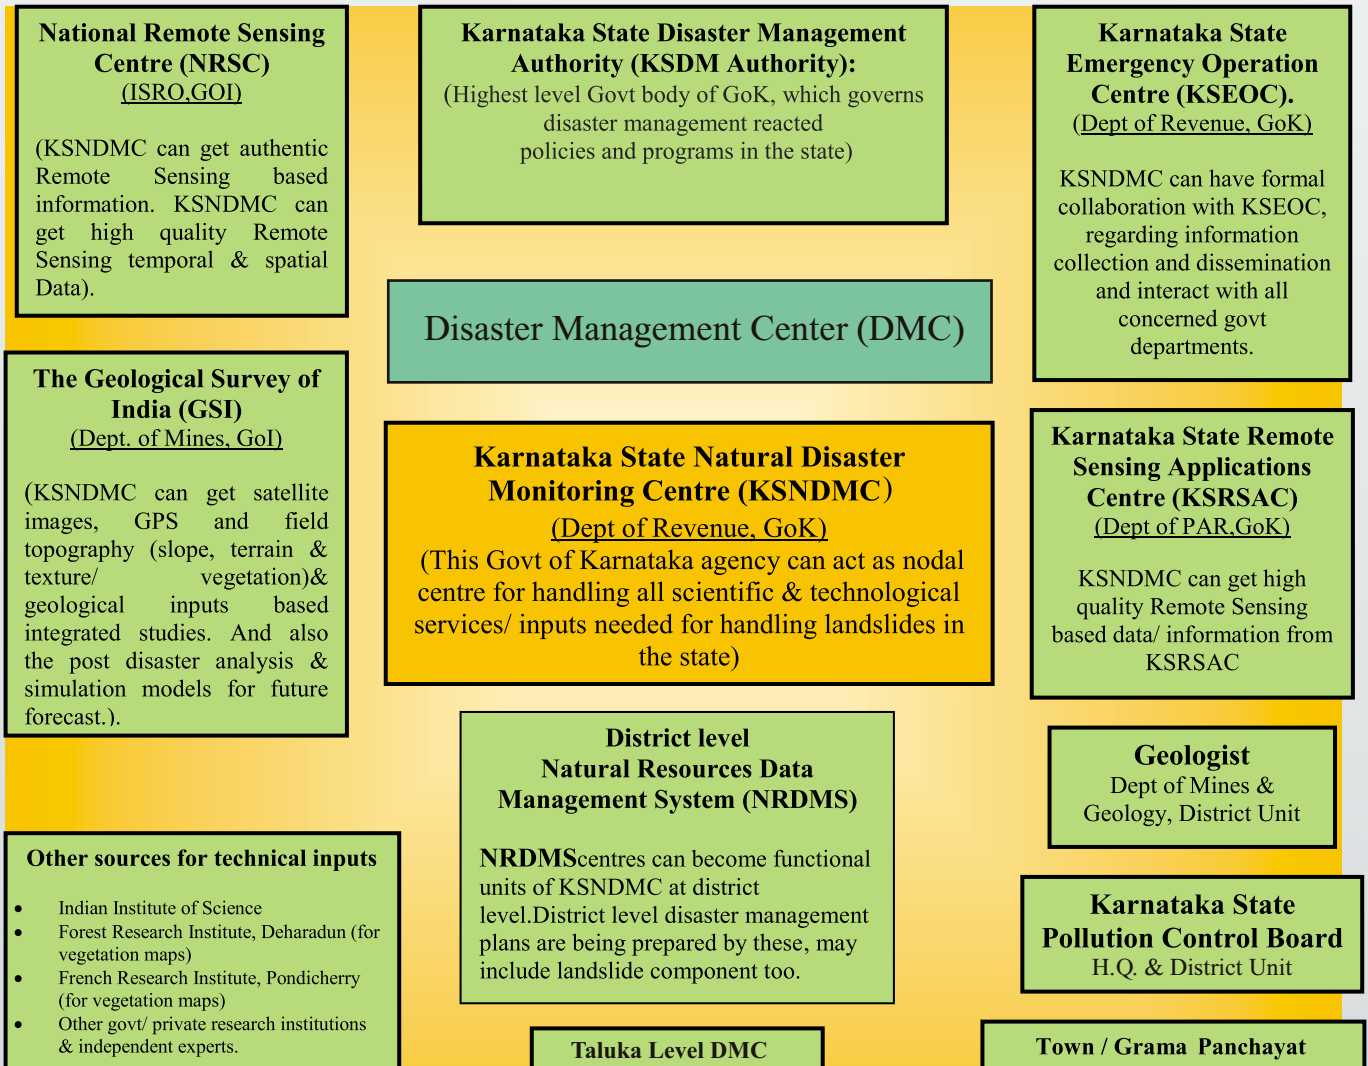 National Remote Sensing
Centre (NRSC)
(ISRO,GOI)
(KSNDMC can get authentic
Remote Sensing based
information. KSNDMC can
get high quality Remote
Sensing temporal & spatial
Data).
Karnataka State Disaster Management
Authority (KSDM Authority):
(Highest level Govt body of GoK, which governs
disaster management reacted
policies and programs in the state)
Karnataka State
Emergency Operation
Centre (KSEOC).
(Dept of Revenue, GoK)
KSNDMC can have formal
collaboration with KSEOC,
regarding information
collection and dissemination
and interact with all
concerned govt
departments.
Disaster Management Center (DMC)
The Geological Survey of
India (GSI)
(Dept. of Mines, GoI)
(KSNDMC can get satellite
images, GPS and field
topography (slope, terrain &
texture/ vegetation)&
geological inputs based
integrated studies. And also
the post disaster analysis &
simulation models for future
forecast.).
Karnataka State Natural Disaster
Monitoring Centre (KSNDMC)
(Dept of Revenue, GoK)
(This Govt of Karnataka agency can act as nodal
centre for handling all scientific & technological
services/ inputs needed for handling landslides in
the state)
Karnataka State Remote
Sensing Applications
Centre (KSRSAC)
(Dept of PAR,GoK)
KSNDMC can get high
quality Remote Sensing
based data/ information from
KSRSAC
District level
Natural Resources Data
Management System (NRDMS)
NRDMScentres can become functional
units of KSNDMC at district
level.District level disaster management
plans are being prepared by these, may
include landslide component too.
Geologist
Dept of Mines &
Geology, District Unit
Other sources for technical inputs
• Indian Institute of Science
• Forest Research Institute, Deharadun (for
vegetation maps)
• French Research Institute, Pondicherry
(for vegetation maps)
• Other govt/ private research institutions
& independent experts.
Karnataka State
Pollution Control Board
H.Q. & District Unit
Taluka Level DMC
Town / Grama Panchayat